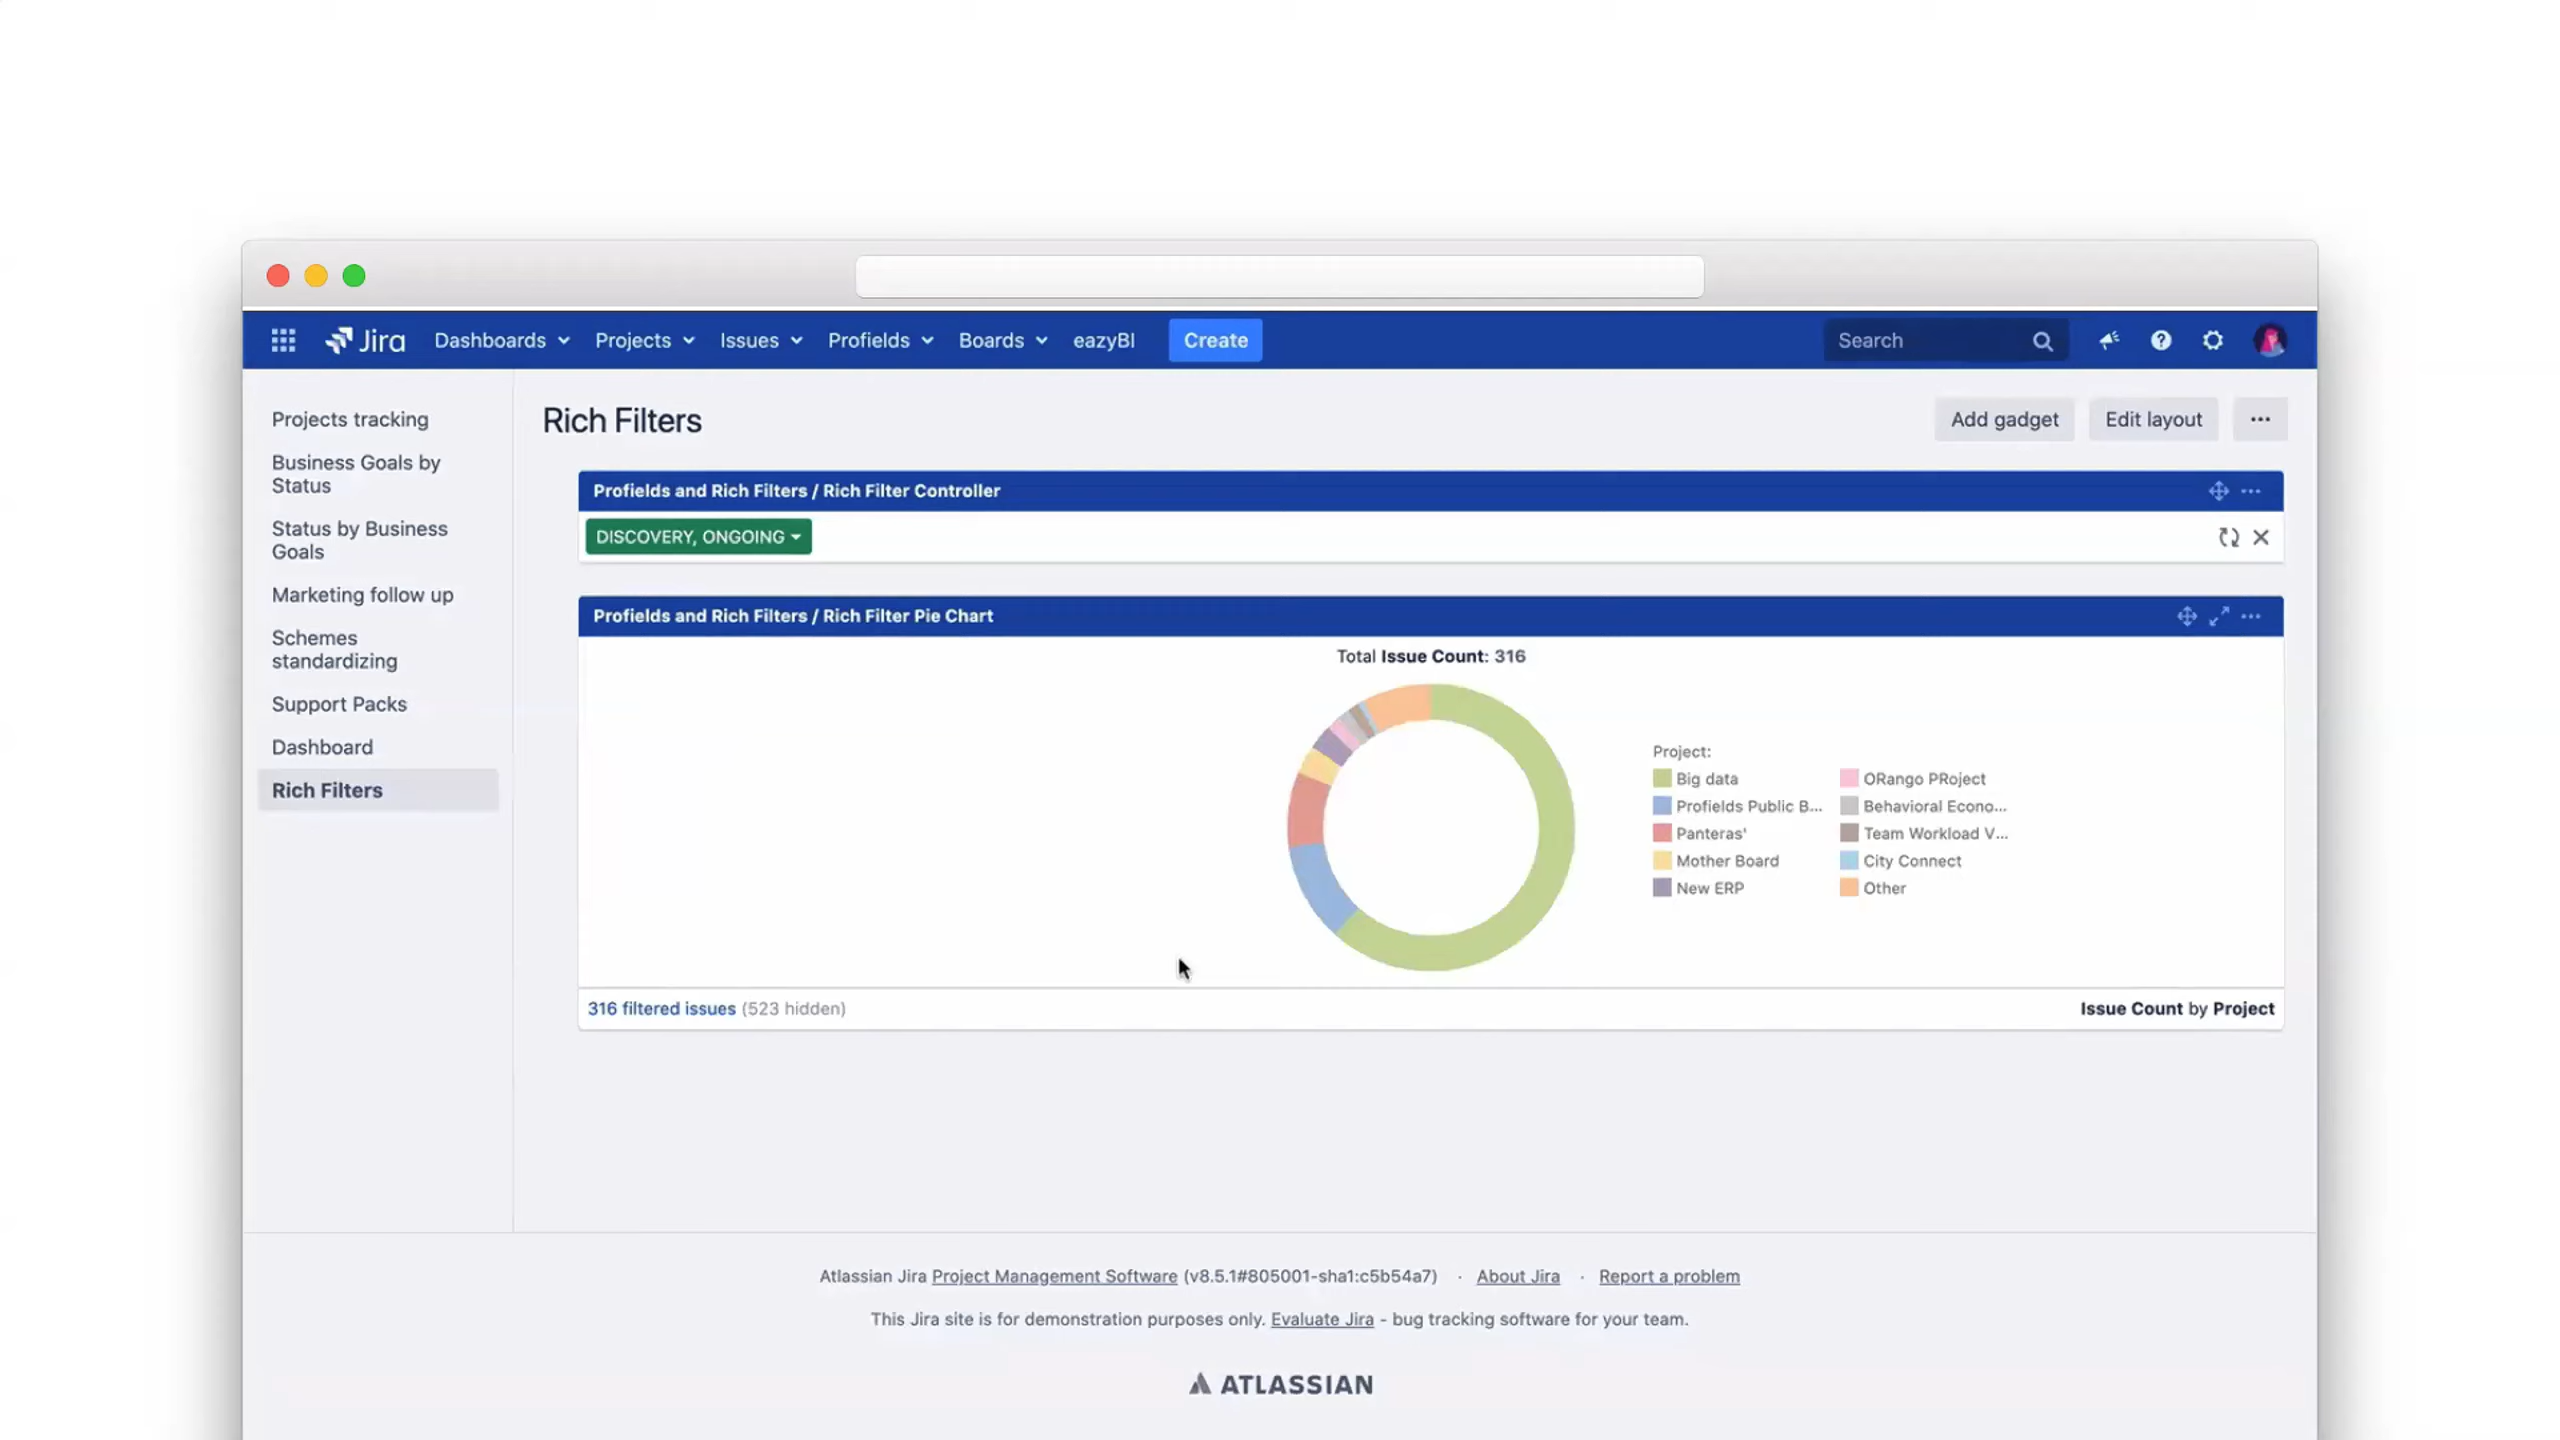 Jira Dashboards Projects Issues Profields Boards eazyBI Create Search
Projects tracking
Business Goals by
Status
Status by Business
Goals
Marketing follow up
Schemes
standardizing
Support Packs
Dashboard
Rich Filters
Rich Filters
Add gadget Edit layout ...
Profields and Rich Filters / Rich Filter Controller
DISCOVERY, ONGOING
Profields and Rich Filters / Rich Filter Pie Chart
Total Issue Count: 316
Project:
Big data
Profields Public B...
Panteras'
Mother Board
New ERP
ORango PRoject
Behavioral Econo...
Team Workload V...
City Connect
Other
316 filtered issues (523 hidden)
Issue Count by Project
Atlassian Jira Project Management Software (v8.5.1#805001-sha1:c5b54a7) · About Jira · Report a problem
This Jira site is for demonstration purposes only. Evaluate Jira - bug tracking software for your team.
ATLASSIAN